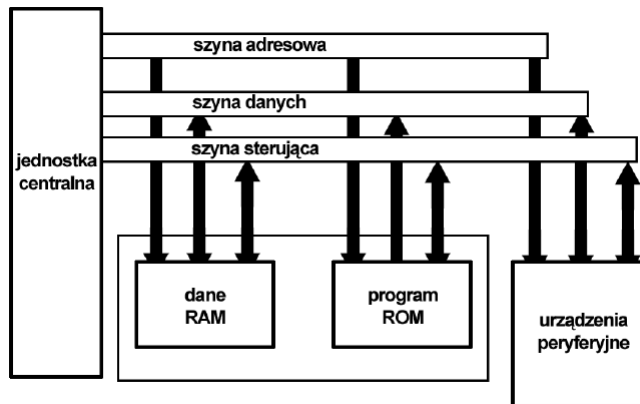 szyna adresowa
szyna danych
szyna sterująca
jednostka
centralna
dane
RAM
program
ROM
urządzenia
peryferyjne